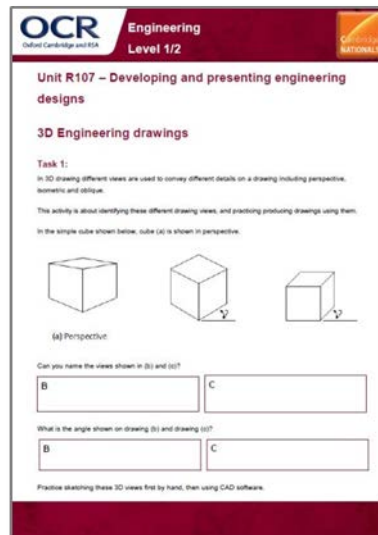 OCR
Oxford Cambridge and RSA
Engineering
Level 1/2
Cambridge
NATIONALS
Unit R107 – Developing and presenting engineering
designs
3D Engineering drawings
Task 1:
In 3D drawing different views are used to convey different details on a drawing including perspective,
isometric and oblique.
This activity is about identifying these different drawing views, and practicing producing drawings using them.
In the simple cube shown below, cube (a) is shown in perspective.
(a) Perspective
Can you name the views shown in (b) and (c)?
B
C
What is the angle shown on drawing (b) and drawing (c)?
B
C
Practice sketching these 3D views first by hand, then using CAD software.